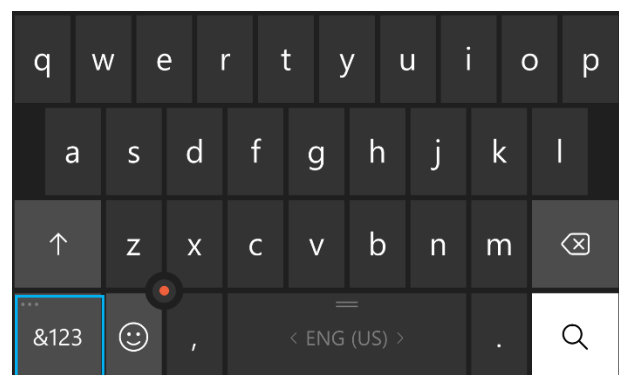 q w e r t y u i o p
a s d f g h j k l
z x c v b n m
&123 , < ENG (US) > .